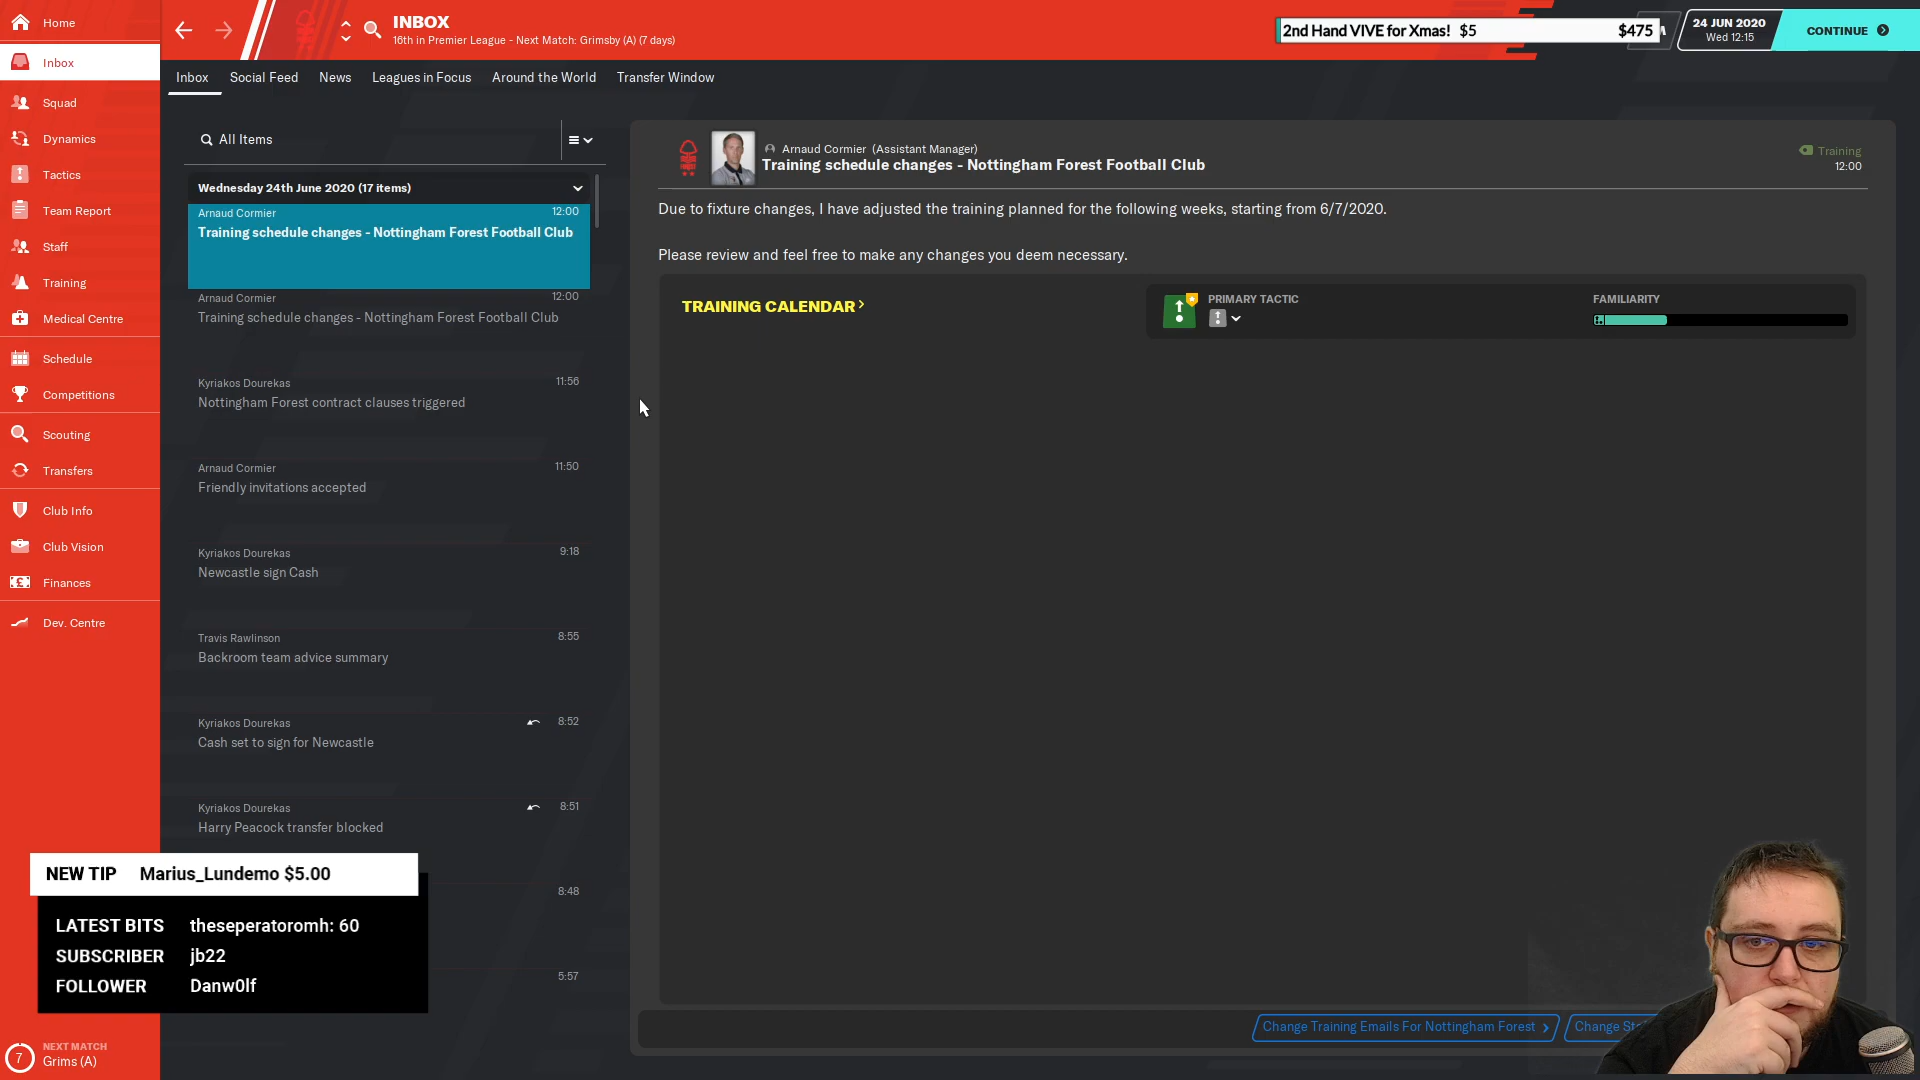 Home
Inbox
Squad
Dynamics
Tactics
Team Report
Staff
Training
Medical Centre
Schedule
Competitions
Scouting
Transfers
Club Info
Club Vision
Finances
Dev. Centre
7
NEXT MATCH
Grims (A)
INBOX
16th in Premier League - Next Match: Grimsby (A) (7 days)
2nd Hand VIVE for Xmas! $5 $475
24 JUN 2020
Wed 12:15
CONTINUE
Inbox Social Feed News Leagues in Focus Around the World Transfer Window
All Items
Wednesday 24th June 2020 (17 items)
Arnaud Cormier 12:00
Training schedule changes - Nottingham Forest Football Club
Arnaud Cormier 12:00
Training schedule changes - Nottingham Forest Football Club
Kyriakos Dourekas 11:56
Nottingham Forest contract clauses triggered
Arnaud Cormier 11:50
Friendly invitations accepted
Kyriakos Dourekas 9:18
Newcastle sign Cash
Travis Rawlinson 8:55
Backroom team advice summary
Kyriakos Dourekas 8:52
Cash set to sign for Newcastle
Kyriakos Dourekas 8:51
Harry Peacock transfer blocked
8:48
5:57
NEW TIP Marius_Lundemo $5.00
LATEST BITS theseperatoromh: 60
SUBSCRIBER jb22
FOLLOWER Danw0lf
Arnaud Cormier (Assistant Manager)
Training schedule changes - Nottingham Forest Football Club
Training
12:00
Due to fixture changes, I have adjusted the training planned for the following weeks, starting from 6/7/2020.
Please review and feel free to make any changes you deem necessary.
TRAINING CALENDAR
PRIMARY TACTIC
FAMILIARITY
Change Training Emails For Nottingham Forest
Change